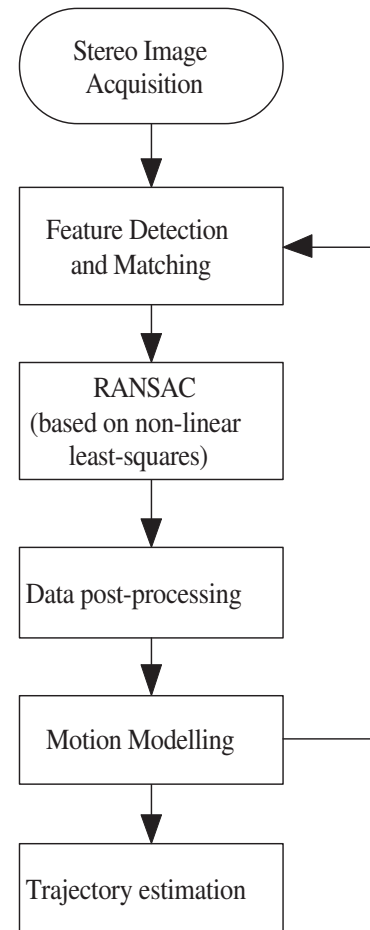 Stereo Image
Acquisition
Feature Detection
and Matching
RANSAC
(based on non-linear
least-squares)
Data post-processing
Motion Modelling
Trajectory estimation